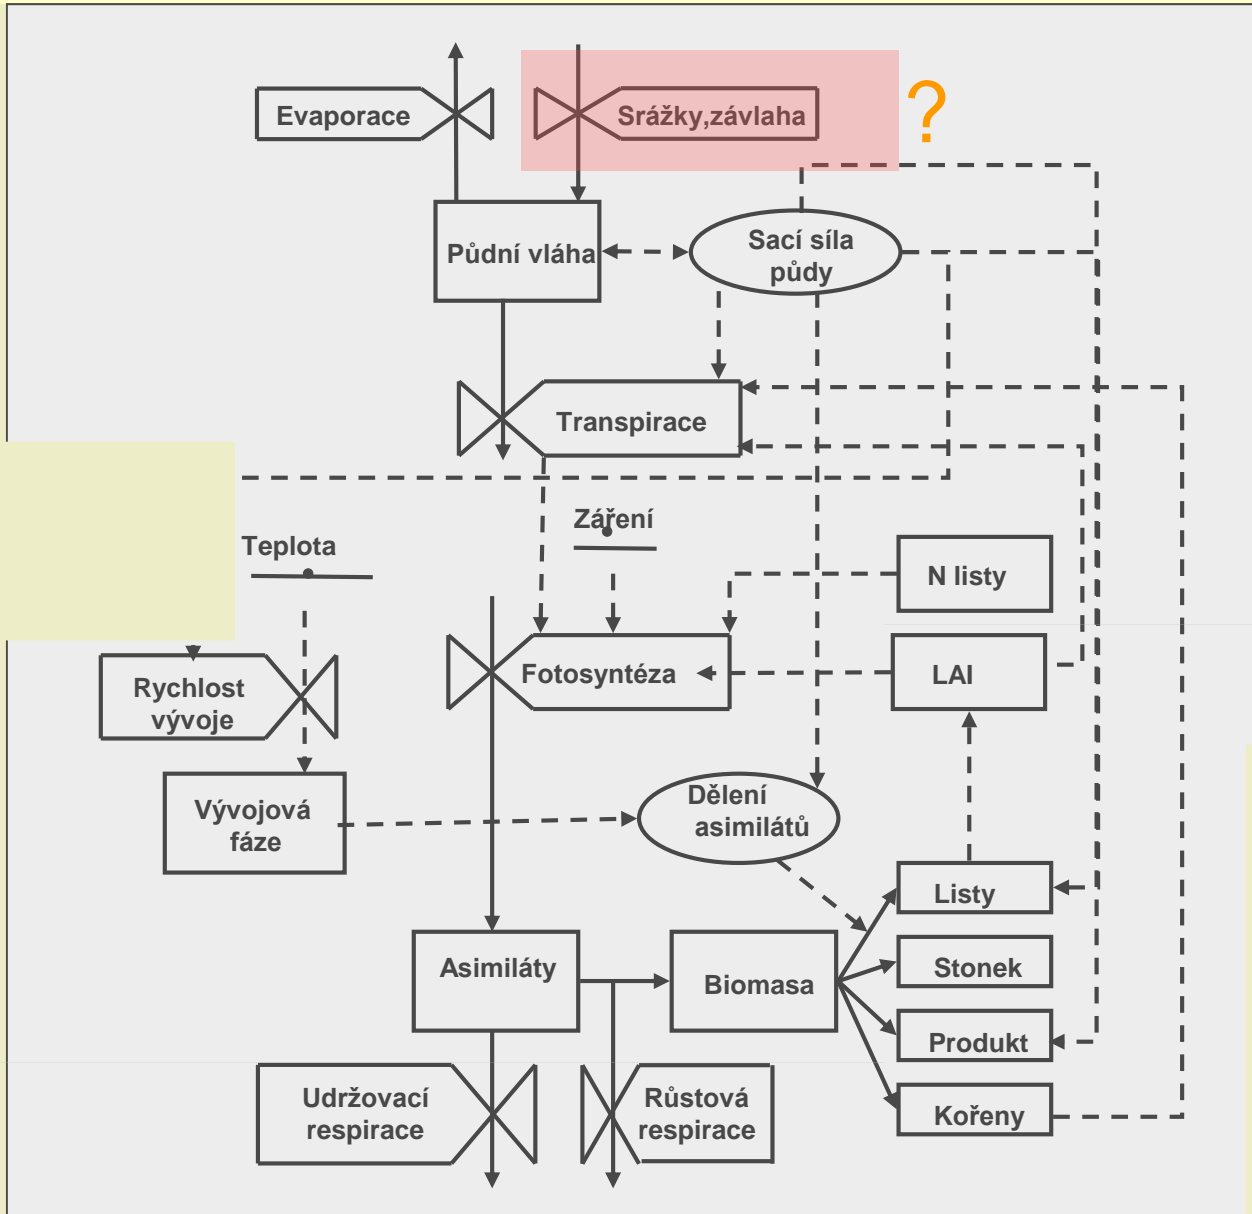 Evaporace
Srážky,závlaha
?
Půdní vláha
Sací síla
půdy
Transpirace
Záření
Teplota
N listy
Fotosyntéza
LAI
Rychlost
vývoje
Vývojová
fáze
Dělení
asimilátů
Listy
Asimiláty
Biomasa
Stonek
Produkt
Udržovací
respirace
Růstová
respirace
Kořeny